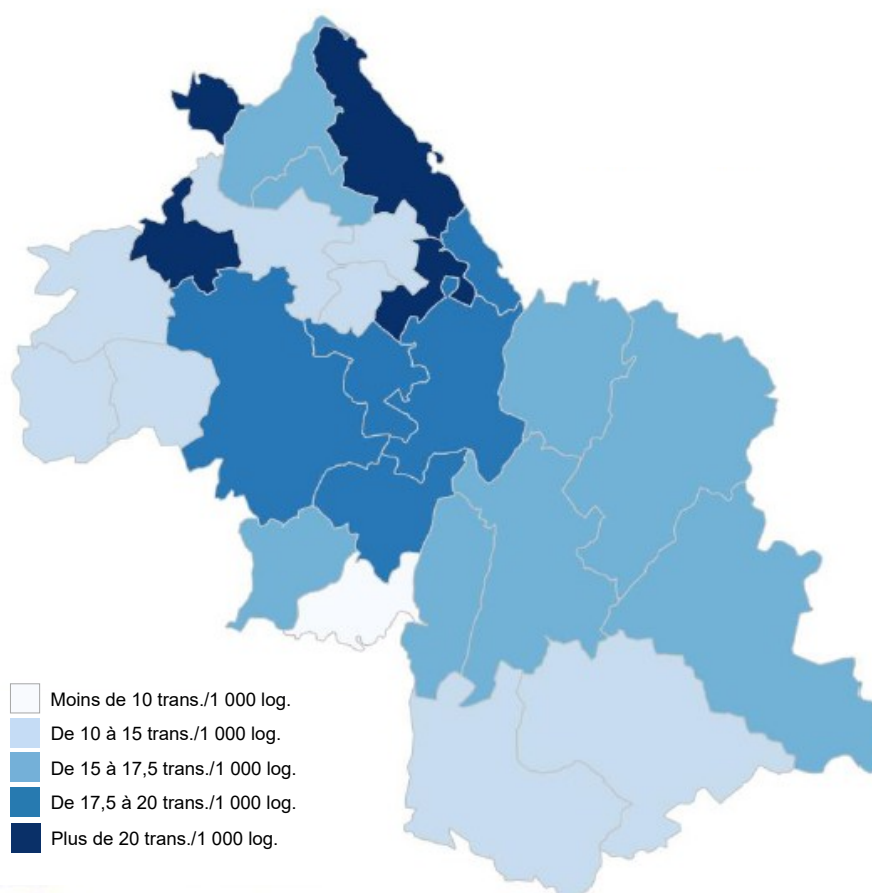 Moins de 10 trans./1 000 log.
De 10 à 15 trans./1 000 log.
De 15 à 17,5 trans./1 000 log.
De 17,5 à 20 trans./1 000 log.
Plus de 20 trans./1 000 log.